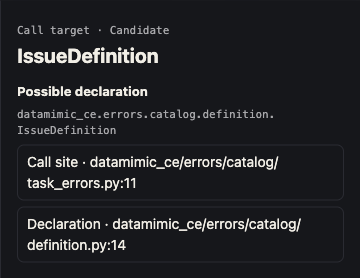 Call target · Candidate
IssueDefinition
Possible declaration
datamimic_ce.errors.catalog.definition.
IssueDefinition
Call site · datamimic_ce/errors/catalog/
task_errors.py:11
Declaration · datamimic_ce/errors/catalog/
definition.py:14